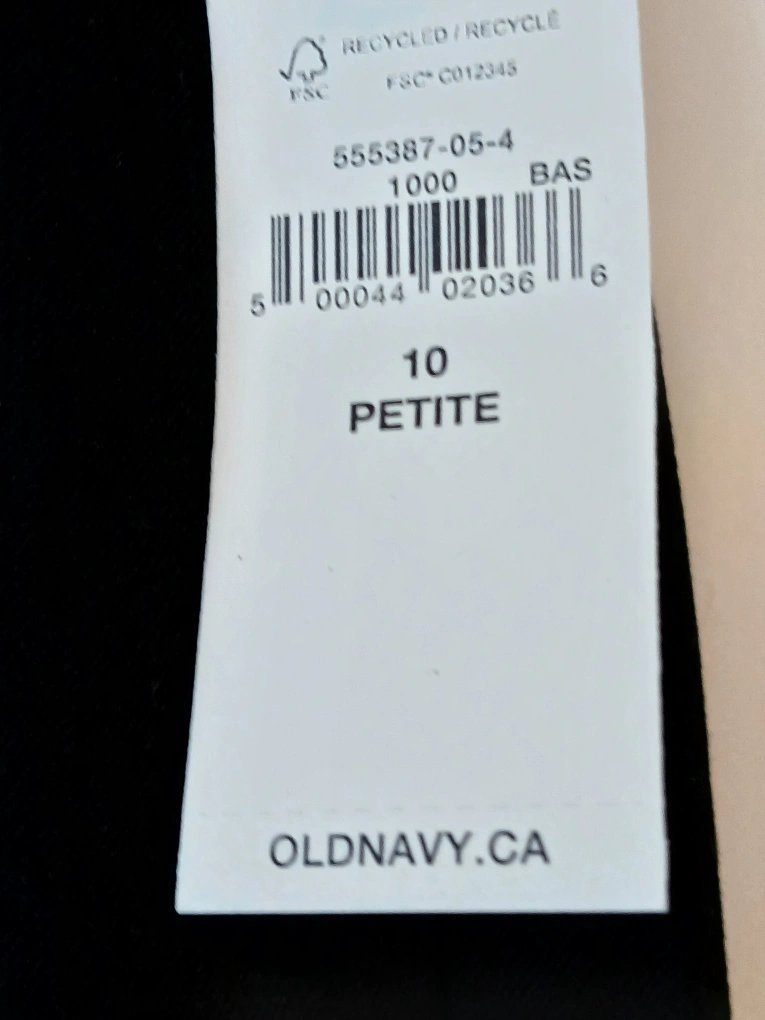 RECYCLED / RECYCLÉ
FSC
FSC® C012345
555387-05-4
1000 BAS
5 00044 02036 6
10
PETITE
OLDNAVY.CA